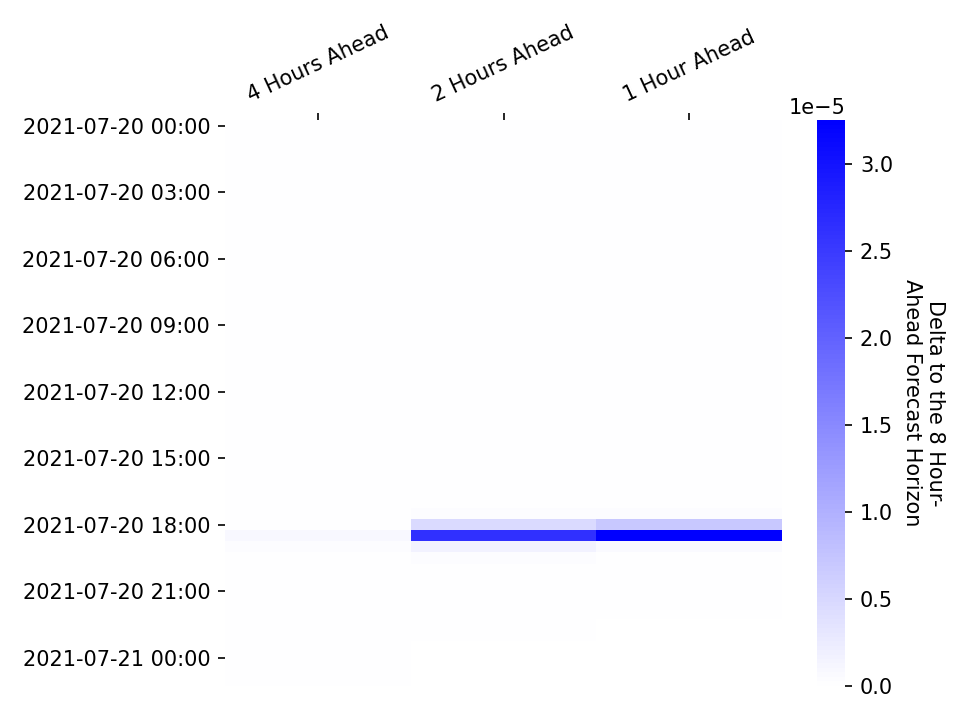 4 Hours Ahead
2 Hours Ahead
1 Hour Ahead
1e−5
2021-07-20 00:00
2021-07-20 03:00
2021-07-20 06:00
2021-07-20 09:00
2021-07-20 12:00
2021-07-20 15:00
2021-07-20 18:00
2021-07-20 21:00
2021-07-21 00:00
3.0
2.5
2.0
1.5
1.0
0.5
0.0
Delta to the 8 Hour-
Ahead Forecast Horizon